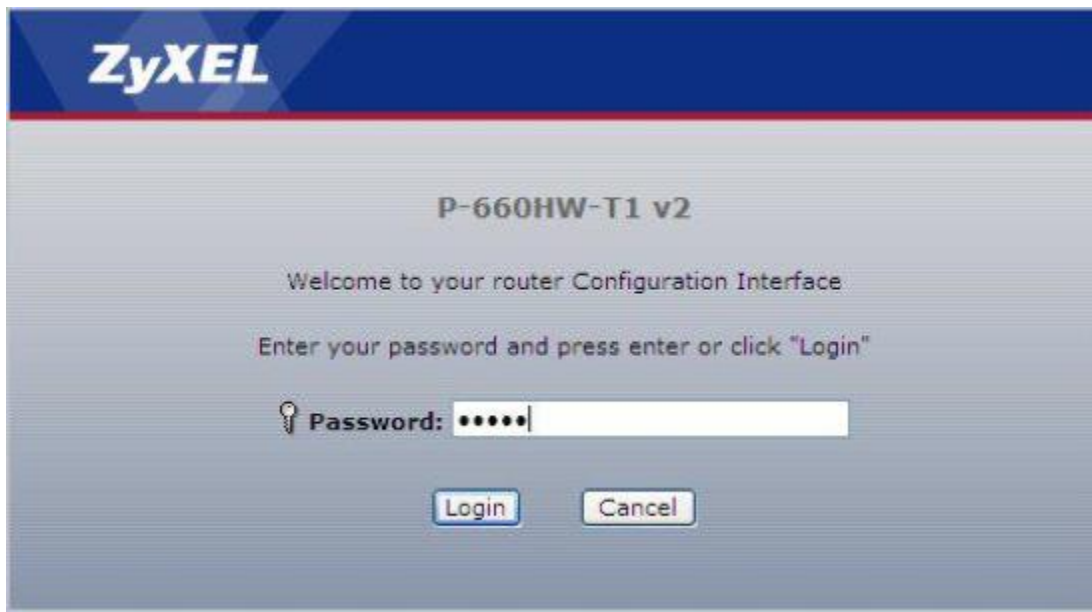 ZyXEL
P-660HW-T1 v2
Welcome to your router Configuration Interface
Enter your password and press enter or click "Login"
Password: •••••
Login Cancel